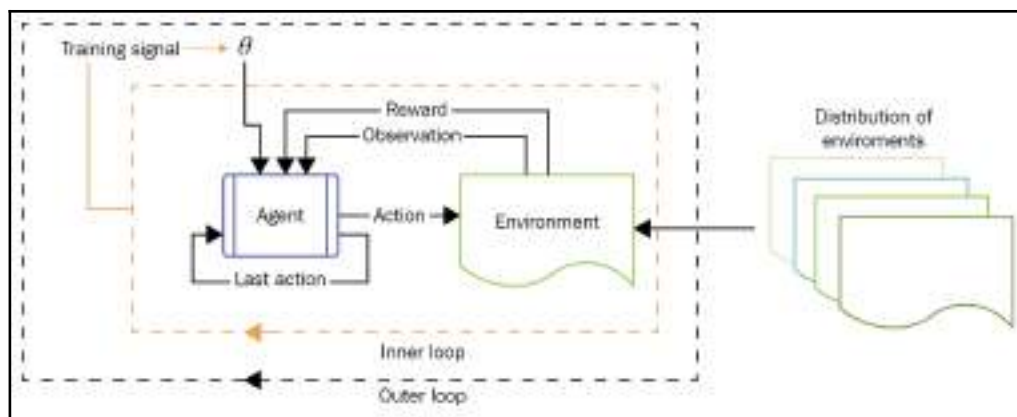 Training signal
θ
Reward
Observation
Distribution of
enviroments
Agent
Action
Environment
Last action
Inner loop
Outer loop